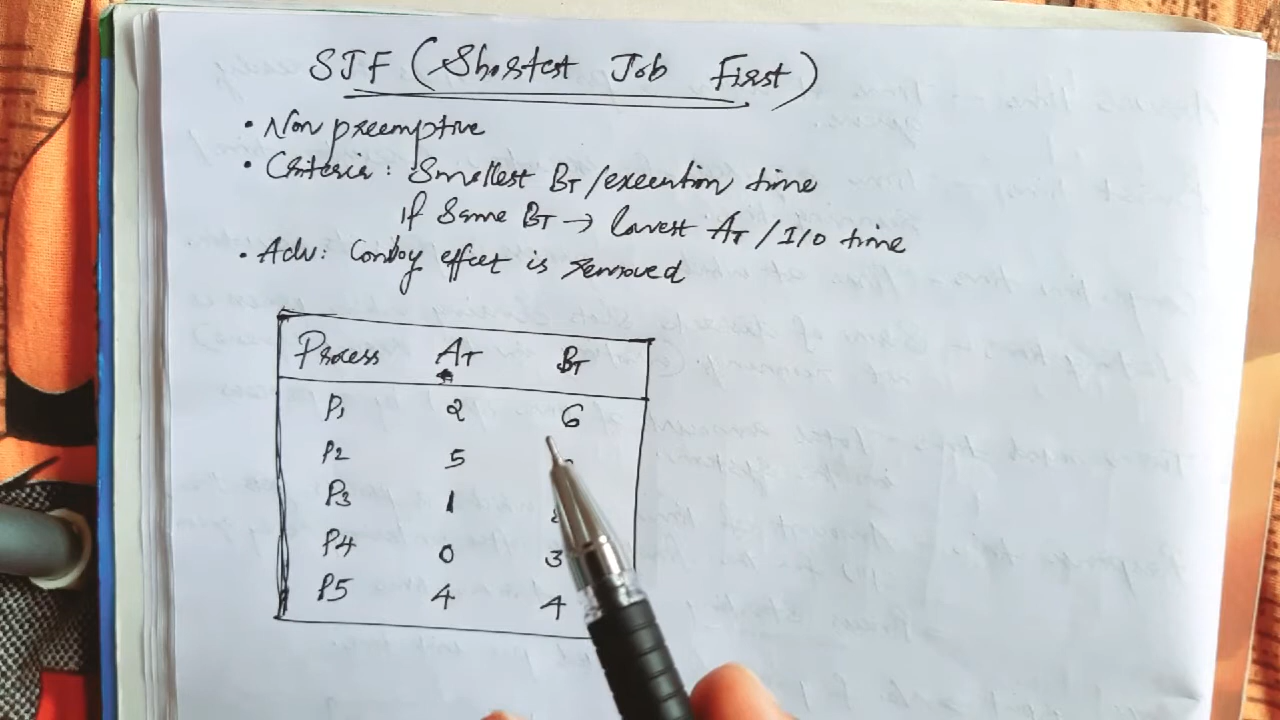 SJF (Shortest Job First)
• Non preemptive
• Criteria: Smallest BT/execution time
if Same BT → lowest AT/I/O time
• Adv: Convoy effect is removed
Process AT BT
P1 2 6
P2 5
P3 1
P4 0 3
P5 4 4